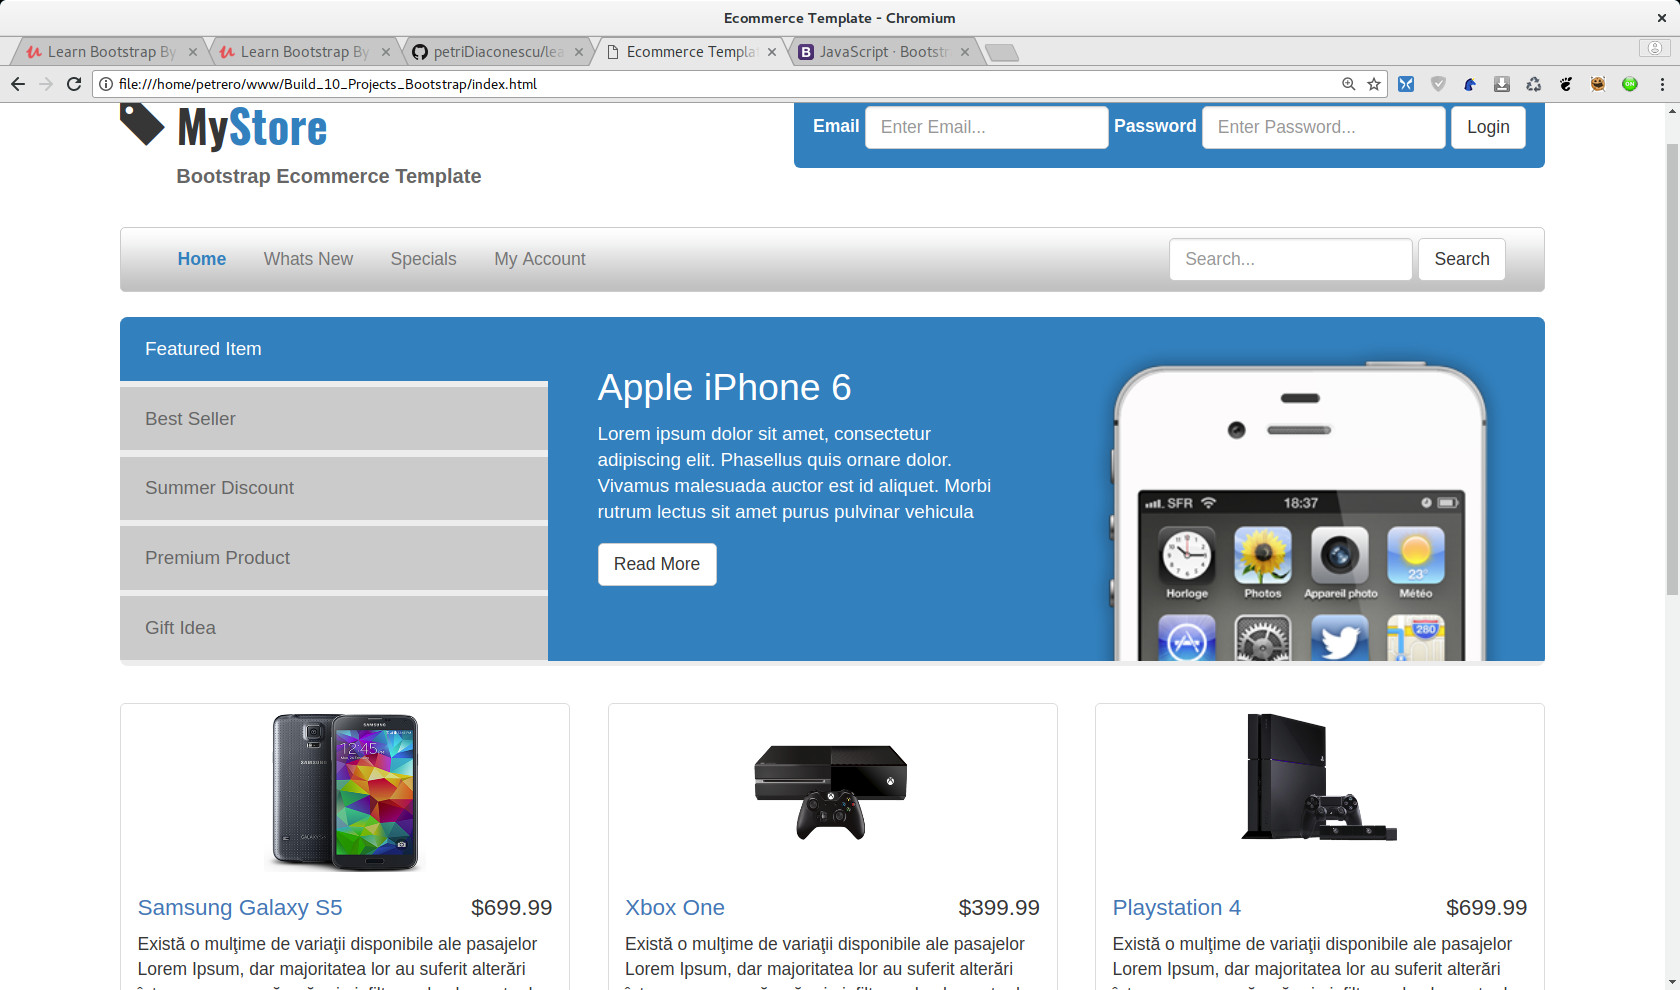 Ecommerce Template - Chromium
Learn Bootstrap By
Learn Bootstrap By
petriDiaconescu/lea
Ecommerce Templa
JavaScript · Bootstr
file:///home/petrero/www/Build_10_Projects_Bootstrap/index.html
MyStore
Bootstrap Ecommerce Template
Email Enter Email... Password Enter Password... Login
Home Whats New Specials My Account Search... Search
Featured Item
Best Seller
Summer Discount
Premium Product
Gift Idea
Apple iPhone 6
Lorem ipsum dolor sit amet, consectetur
adipiscing elit. Phasellus quis ornare dolor.
Vivamus malesuada auctor est id aliquet. Morbi
rutrum lectus sit amet purus pulvinar vehicula
Read More
SFR 18:37
Horloge Photos Appareil photo Météo
23°
280
SAMSUNG
12:45
Samsung Galaxy S5 $699.99
Există o mulţime de variaţii disponibile ale pasajelor
Lorem Ipsum, dar majoritatea lor au suferit alterări
Xbox One $399.99
Există o mulţime de variaţii disponibile ale pasajelor
Lorem Ipsum, dar majoritatea lor au suferit alterări
Playstation 4 $699.99
Există o mulţime de variaţii disponibile ale pasajelor
Lorem Ipsum, dar majoritatea lor au suferit alterări